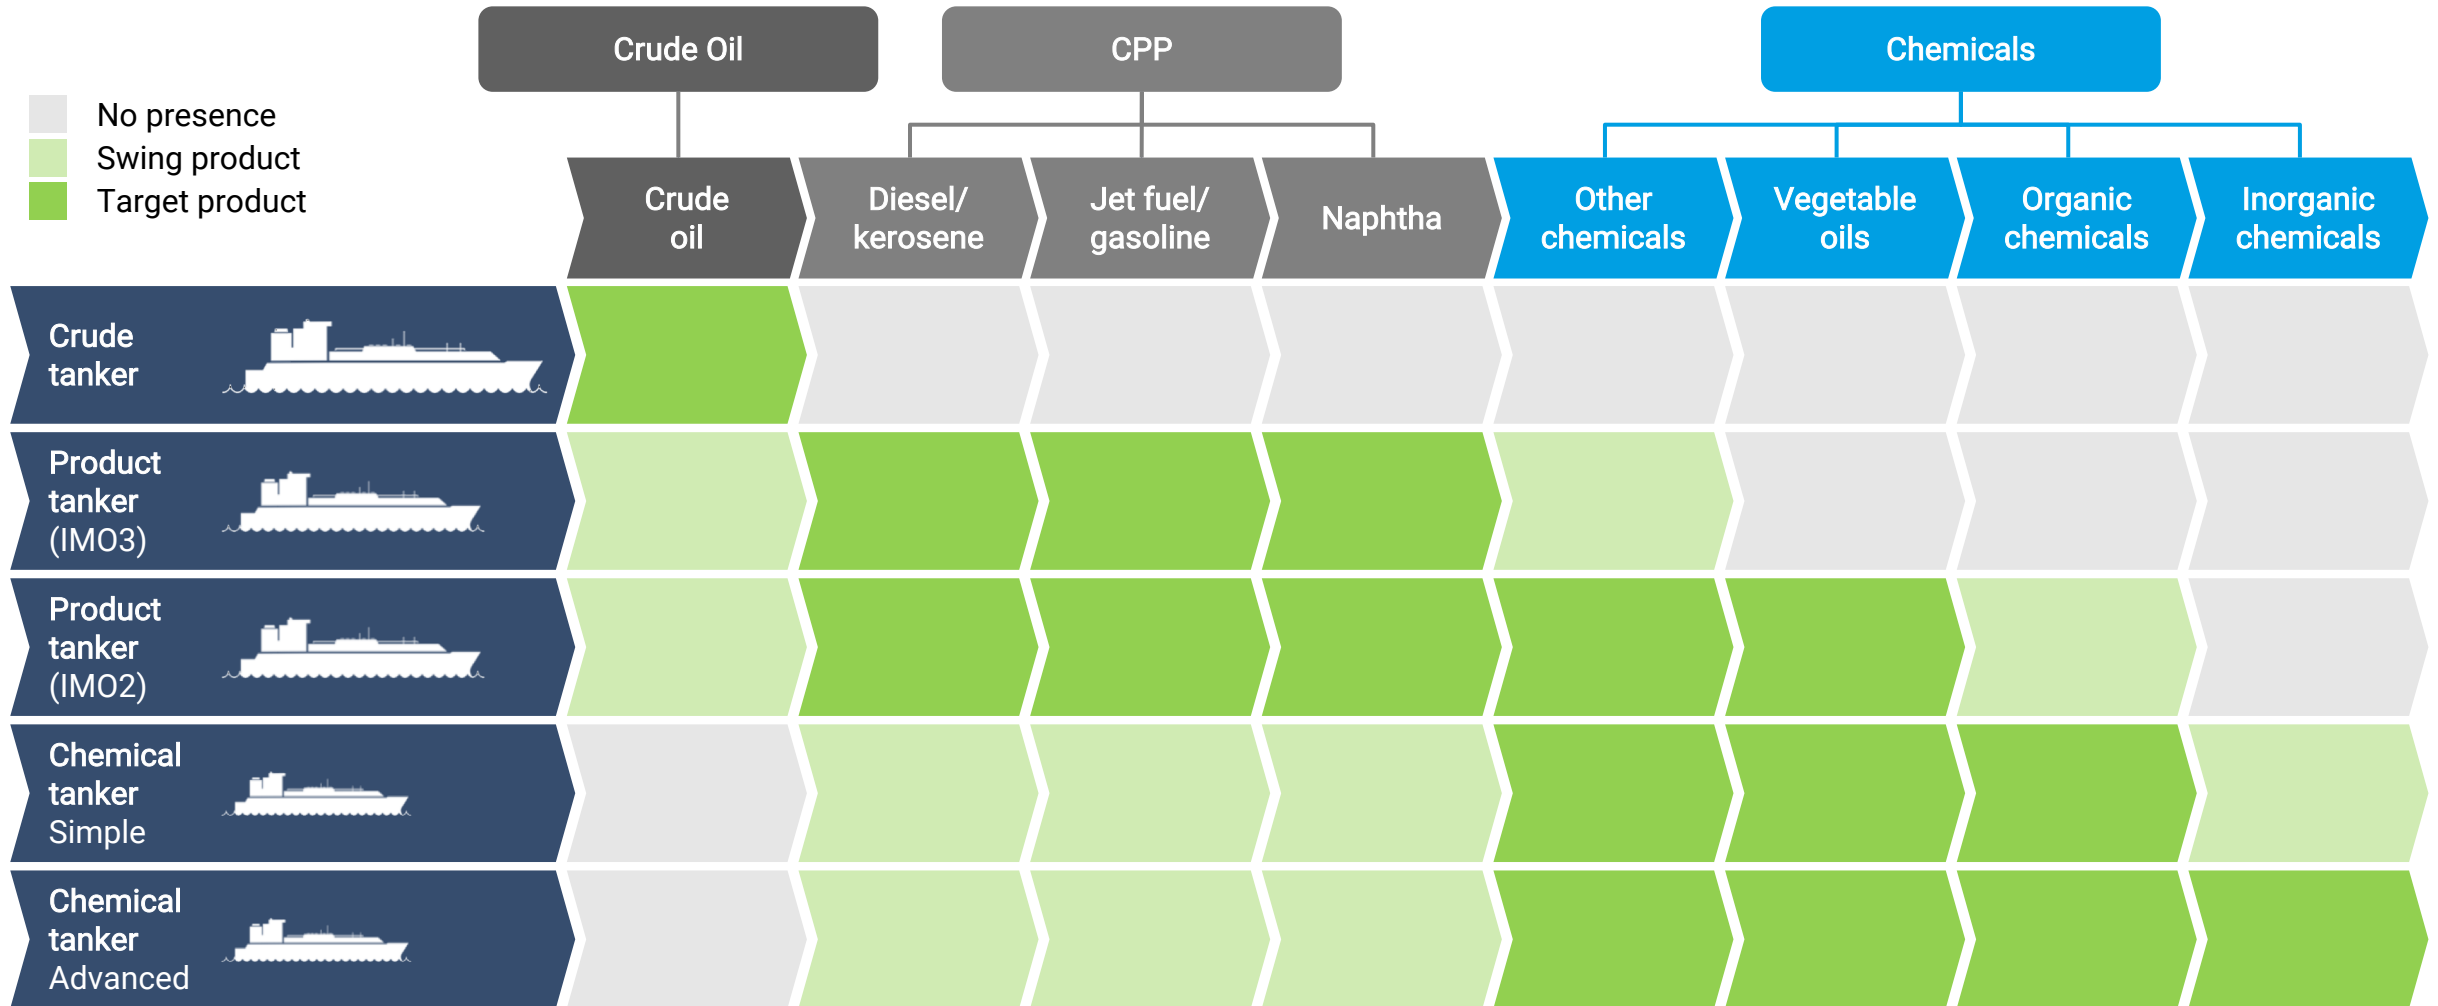 Crude Oil
CPP
Chemicals
No presence
Swing product
Target product
Crude
oil
Diesel/
kerosene
Jet fuel/
gasoline
Naphtha
Other
chemicals
Vegetable
oils
Organic
chemicals
Inorganic
chemicals
Crude
tanker
Product
tanker
(IMO3)
Product
tanker
(IMO2)
Chemical
tanker
Simple
Chemical
tanker
Advanced